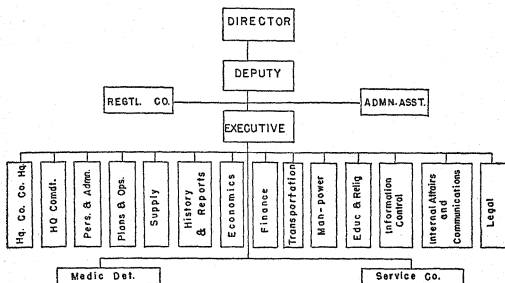 DIRECTOR
DEPUTY
REGTL. CO.
ADMN. ASST.
EXECUTIVE
Hq. Co. Co. Hq.
HQ Comdt.
Pers. & Admn.
Plans & Ops.
Supply
History
& Reports
Economics
Finance
Transportation
Man-power
Educ & Relig
Information
Control
Internal Affairs
and
Communications
Legal
Medic Det.
Service Co.